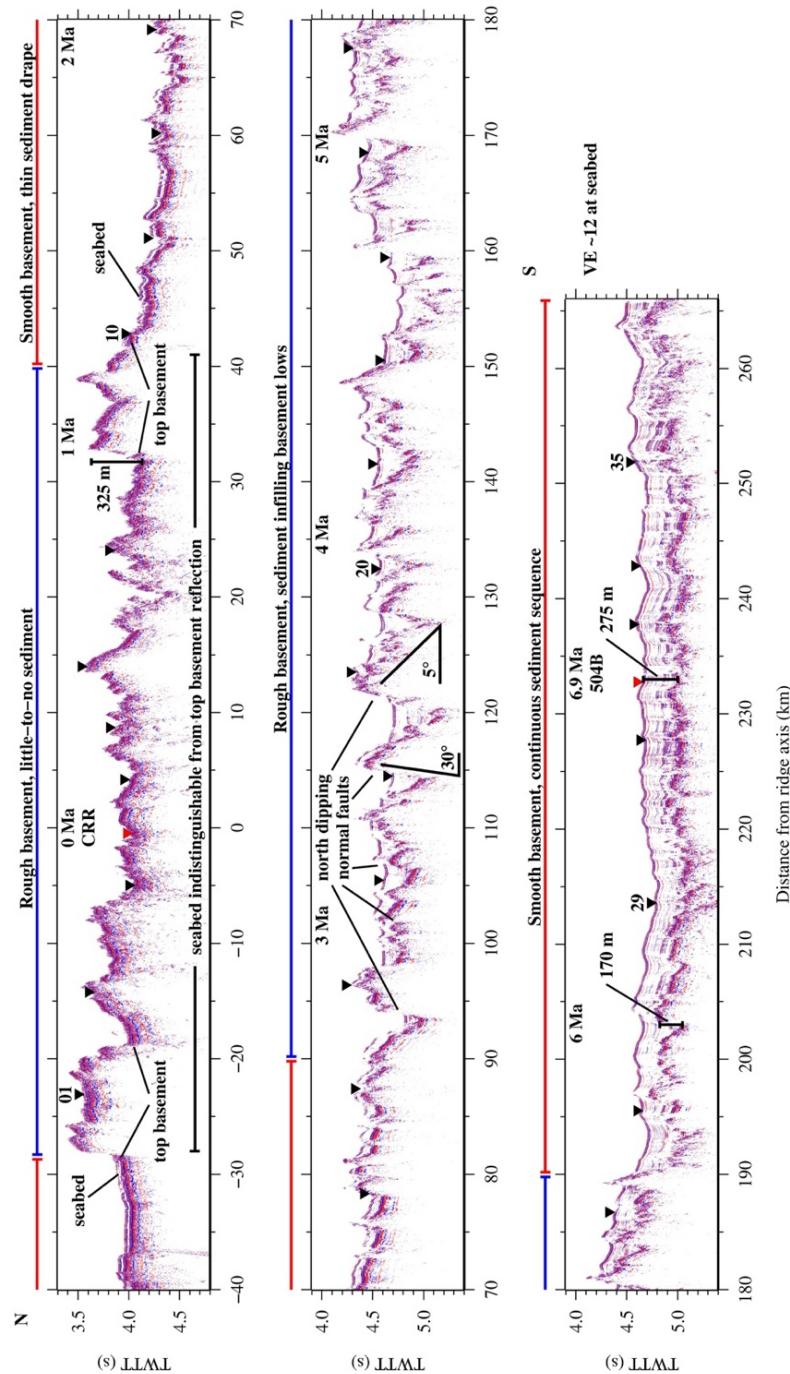 N
Rough basement, little-to-no sediment
Smooth basement, thin sediment drape
0 Ma
CRR
1 Ma
2 Ma
01
10
325 m
seabed
seabed
top basement
top basement
seabed indistinguishable from top basement reflection
TWTT (s)
3.5
4.0
4.5
−40 −30 −20 −10 0 10 20 30 40 50 60 70
Rough basement, sediment infilling basement lows
3 Ma
4 Ma
5 Ma
20
north dipping
normal faults
30°
5°
TWTT (s)
4.0
4.5
5.0
70 80 90 100 110 120 130 140 150 160 170 180
Smooth basement, continuous sediment sequence
S
VE ~12 at seabed
6 Ma
6.9 Ma
504B
170 m
275 m
29
35
TWTT (s)
4.0
4.5
5.0
180 190 200 210 220 230 240 250 260
Distance from ridge axis (km)